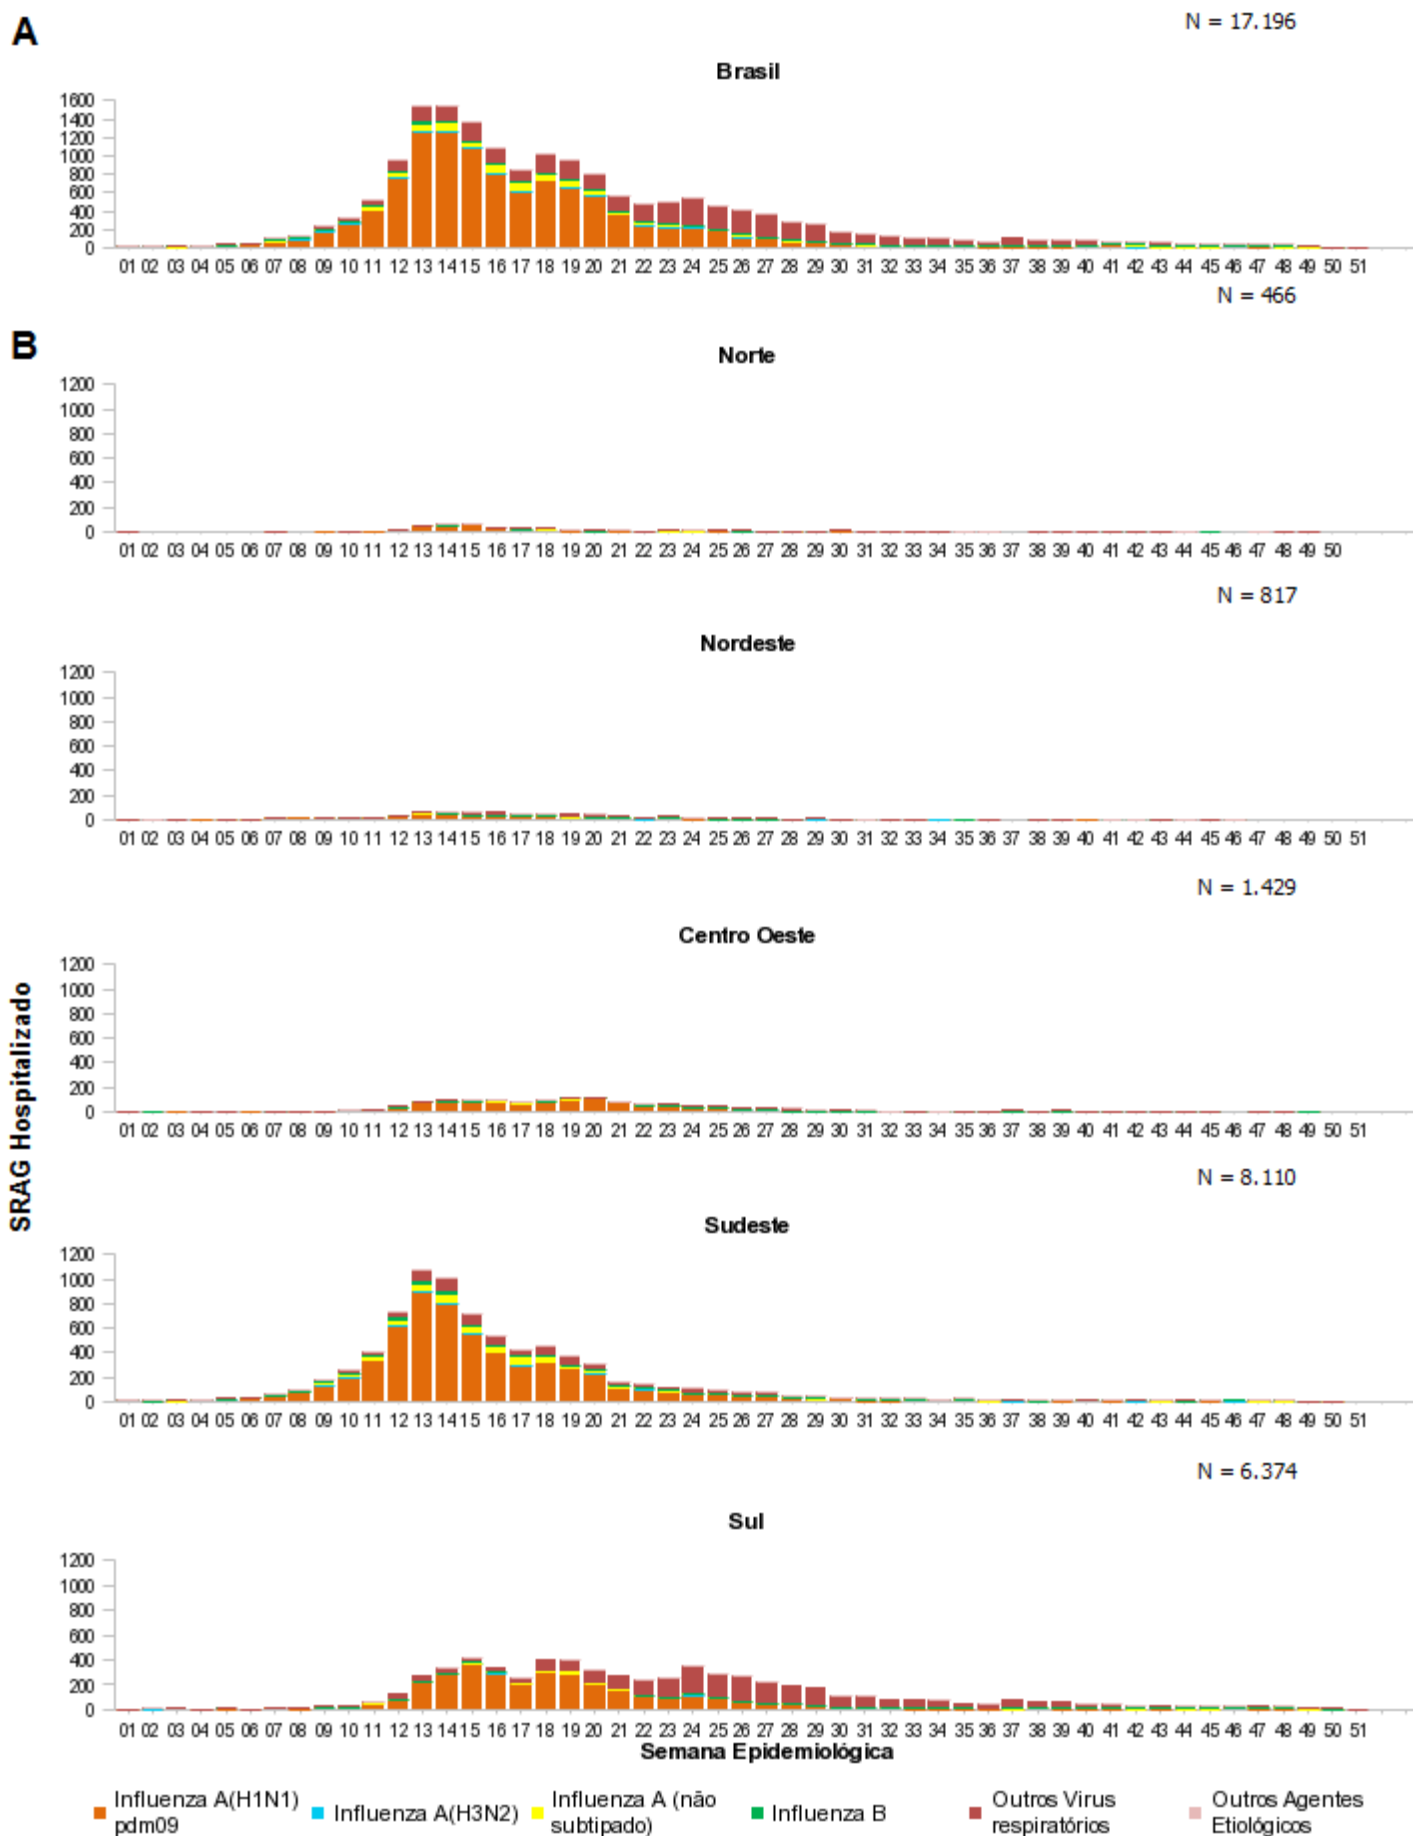 A
N = 17.196
Brasil
1600
1400
1200
1000
800
600
400
200
0
01 02 03 04 05 06 07 08 09 10 11 12 13 14 15 16 17 18 19 20 21 22 23 24 25 26 27 28 29 30 31 32 33 34 35 36 37 38 39 40 41 42 43 44 45 46 47 48 49 50 51
N = 466
B
Norte
1200
1000
800
600
400
200
0
01 02 03 04 05 06 07 08 09 10 11 12 13 14 15 16 17 18 19 20 21 22 23 24 25 26 27 28 29 30 31 32 33 34 35 36 38 39 40 41 42 43 44 45 46 47 48 49 50
N = 817
Nordeste
1200
1000
800
600
400
200
0
01 02 03 04 05 06 07 08 09 10 11 12 13 14 15 16 17 18 19 20 21 22 23 24 25 26 27 28 29 30 31 32 33 34 35 36 37 38 39 40 41 42 43 44 45 46 47 48 49 50 51
N = 1.429
Centro Oeste
1200
1000
800
600
400
200
0
01 02 03 04 05 06 07 08 09 10 11 12 13 14 15 16 17 18 19 20 21 22 23 24 25 26 27 28 29 30 31 32 33 34 35 36 37 38 39 40 41 42 43 44 45 46 47 48 49 50 51
SRAG Hospitalizado
N = 8.110
Sudeste
1200
1000
800
600
400
200
0
01 02 03 04 05 06 07 08 09 10 11 12 13 14 15 16 17 18 19 20 21 22 23 24 25 26 27 28 29 30 31 32 33 34 35 36 37 38 39 40 41 42 43 44 45 46 47 48 49 50 51
N = 6.374
Sul
1200
1000
800
600
400
200
0
01 02 03 04 05 06 07 08 09 10 11 12 13 14 15 16 17 18 19 20 21 22 23 24 25 26 27 28 29 30 31 32 33 34 35 36 37 38 39 40 41 42 43 44 45 46 47 48 49 50 51
Semana Epidemiológica
Influenza A(H1N1)
pdm09
Influenza A(H3N2)
Influenza A (não
subtipado)
Influenza B
Outros Virus
respiratórios
Outros Agentes
Etiológicos